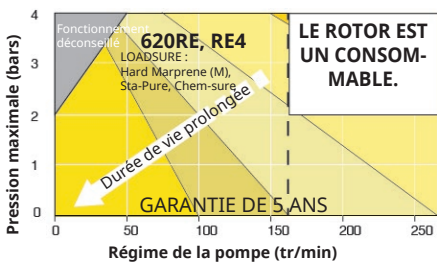 Pression maximale (bars)
4
3
2
1
0
Fonctionnement
déconseillé
620RE, RE4
LOADSURE :
Hard Marprene (M),
Sta-Pure, Chem-sure
LE ROTOR EST
UN CONSOM-
MABLE.
Durée de vie prolongée
GARANTIE DE 5 ANS
0
50
100
150
200
250
Régime de la pompe (tr/min)